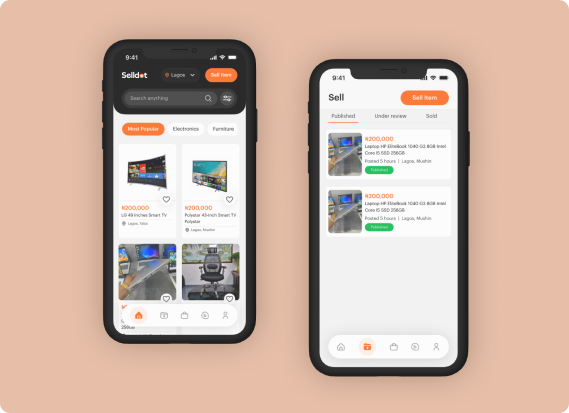 9:41
Selldot
Lagos
Sell Item
Search anything
Most Popular
Electronics
Furniture
₦200,000
LG 48 Inches Smart TV
Lagos, Yaba
₦200,000
Polystar 43-Inch Smart TV
Polystar
Lagos, Mushin
256GB
9:41
Sell
Sell Item
Published
Under review
Sold
₦200,000
Laptop HP EliteBook 1040 G3 8GB Intel
Core I5 SSD 256GB
Posted 5 hours | Lagos, Mushin
Published
₦200,000
Laptop HP EliteBook 1040 G3 8GB Intel
Core I5 SSD 256GB
Posted 5 hours | Lagos, Mushin
Published